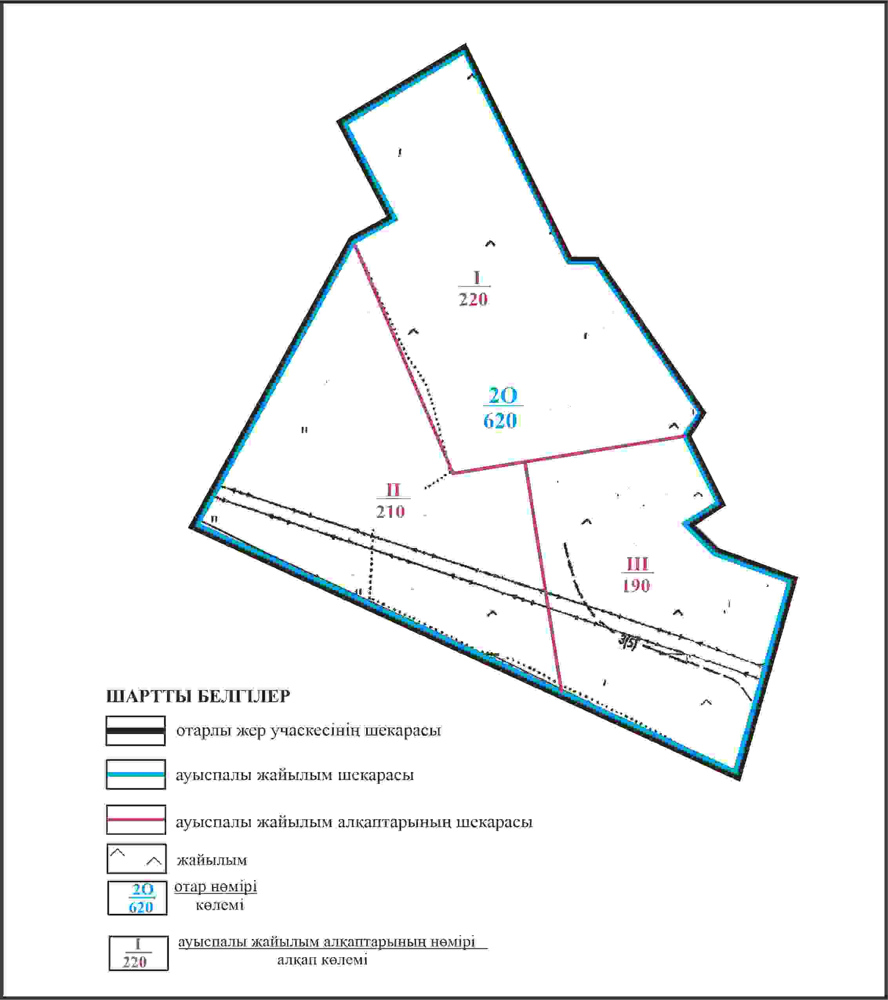 I
220
2О
620
II
210
III
190
3(5)
ШАРТТЫ БЕЛГІЛЕР
отарлы жер учаскесінің шекарасы
ауыспалы жайылым шекарасы
ауыспалы жайылым алқаптарының шекарасы
жайылым
2О
620
отар нөмірі
көлемі
I
220
ауыспалы жайылым алқаптарының нөмірі
алқап көлемі